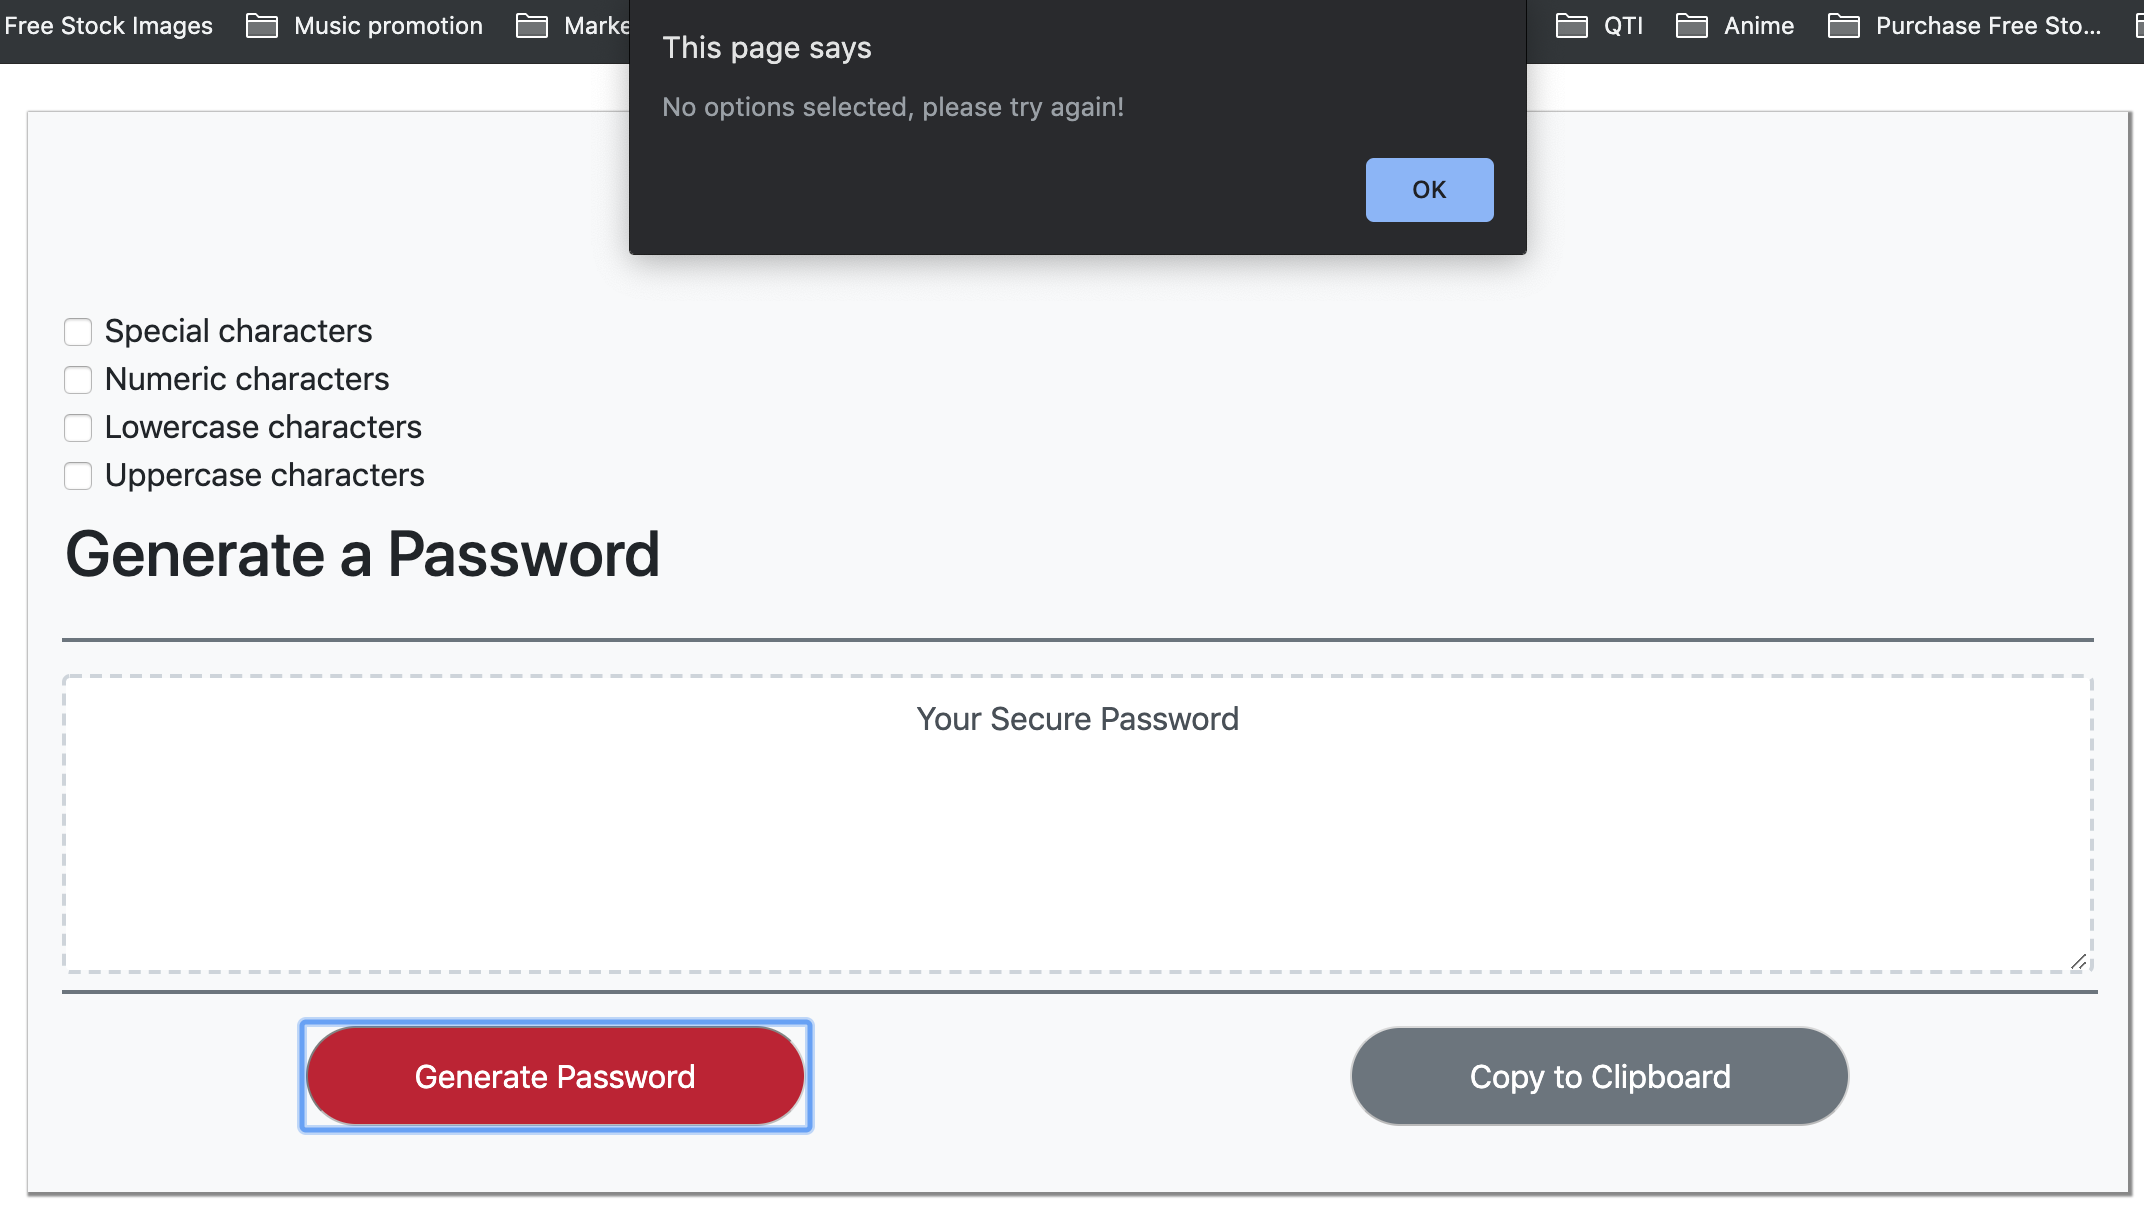 Free Stock Images Music promotion Marke QTI Anime Purchase Free Sto...
This page says
No options selected, please try again!
OK
Special characters
Numeric characters
Lowercase characters
Uppercase characters
Generate a Password
Your Secure Password
Generate Password Copy to Clipboard